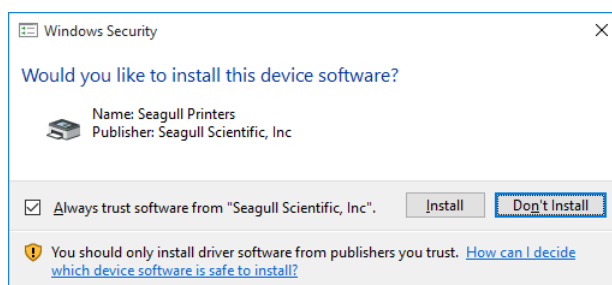 Windows Security
Would you like to install this device software?
Name: Seagull Printers
Publisher: Seagull Scientific, Inc
Always trust software from "Seagull Scientific, Inc".
Install
Don't Install
You should only install driver software from publishers you trust. How can I decide
which device software is safe to install?